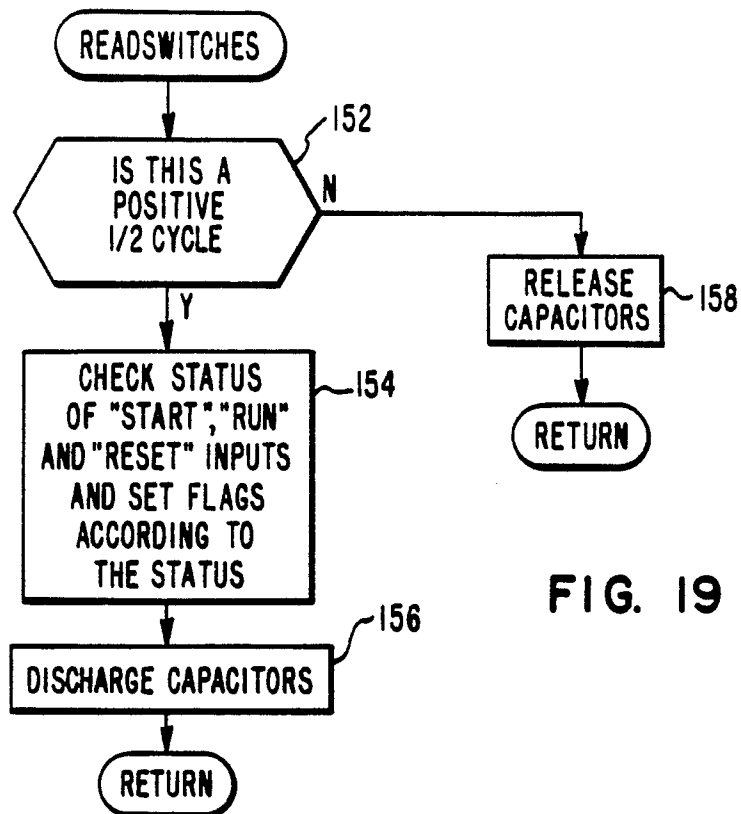 READSWITCHES
152
IS THIS A
POSITIVE
1/2 CYCLE
N
Y
RELEASE
CAPACITORS
158
RETURN
CHECK STATUS
OF "START", "RUN"
AND "RESET" INPUTS
AND SET FLAGS
ACCORDING TO
THE STATUS
154
DISCHARGE CAPACITORS
156
RETURN
FIG. 19